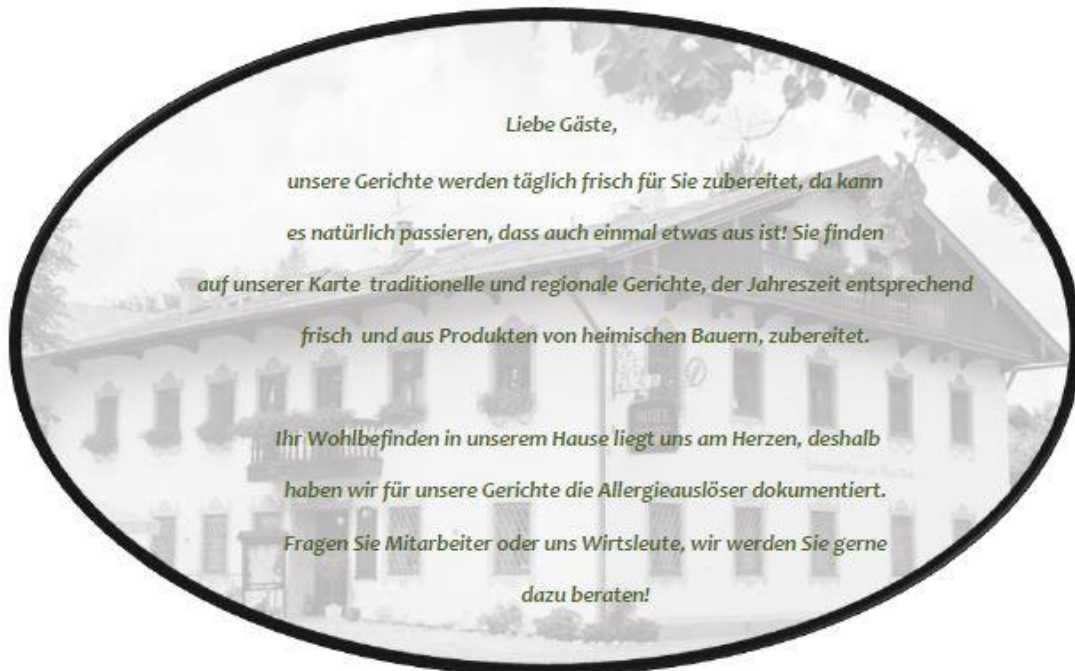 Liebe Gäste,
unsere Gerichte werden täglich frisch für Sie zubereitet, da kann
es natürlich passieren, dass auch einmal etwas aus ist! Sie finden
auf unserer Karte traditionelle und regionale Gerichte, der Jahreszeit entsprechend
frisch und aus Produkten von heimischen Bauern, zubereitet.
Ihr Wohlbefinden in unserem Hause liegt uns am Herzen, deshalb
haben wir für unsere Gerichte die Allergieauslöser dokumentiert.
Fragen Sie Mitarbeiter oder uns Wirtsleute, wir werden Sie gerne
dazu beraten!